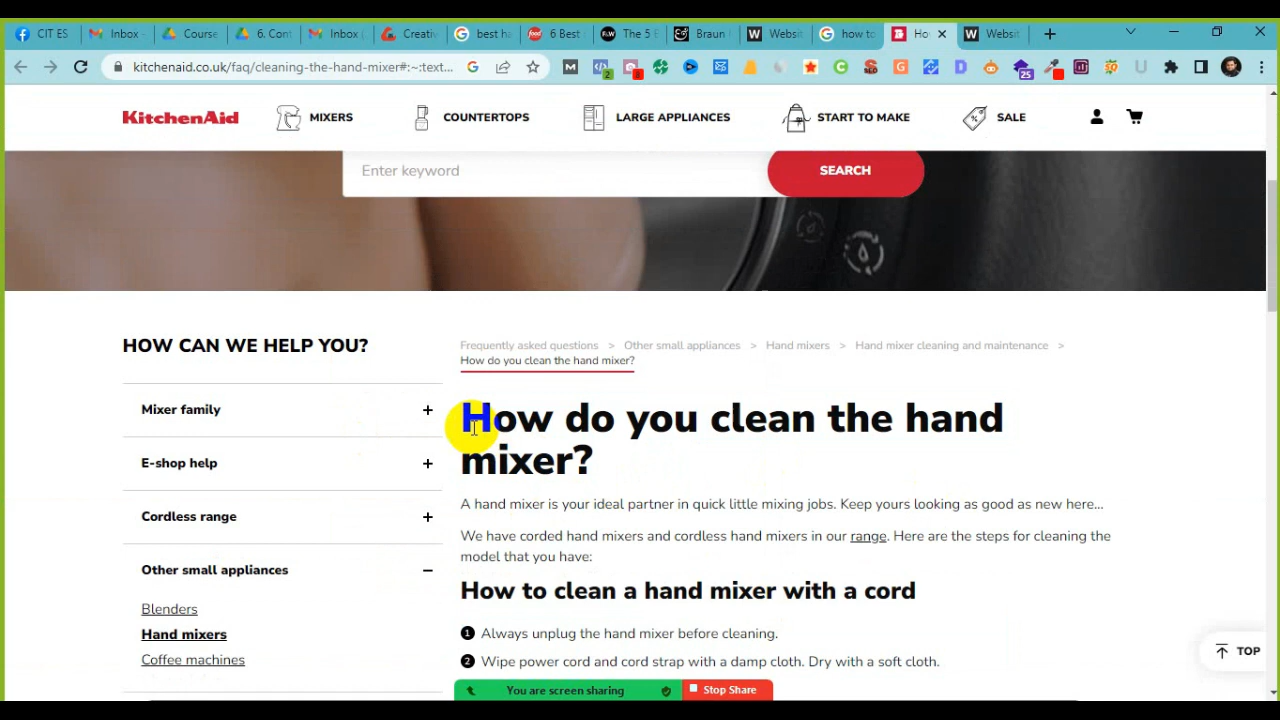 CIT ES
Inbox
Course
6. Cont
Inbox
Creativ
best ha
6 Best
The 5 B
Braun
Websit
how to
Ho
Websit
kitchenaid.co.uk/faq/cleaning-the-hand-mixer#:~:text...
KitchenAid
MIXERS
COUNTERTOPS
LARGE APPLIANCES
START TO MAKE
SALE
Enter keyword
SEARCH
HOW CAN WE HELP YOU?
Mixer family
E-shop help
Cordless range
Other small appliances
Blenders
Hand mixers
Coffee machines
Frequently asked questions > Other small appliances > Hand mixers > Hand mixer cleaning and maintenance >
How do you clean the hand mixer?
How do you clean the hand
mixer?
A hand mixer is your ideal partner in quick little mixing jobs. Keep yours looking as good as new here...
We have corded hand mixers and cordless hand mixers in our range. Here are the steps for cleaning the
model that you have:
How to clean a hand mixer with a cord
1 Always unplug the hand mixer before cleaning.
2 Wipe power cord and cord strap with a damp cloth. Dry with a soft cloth.
TOP
You are screen sharing
Stop Share